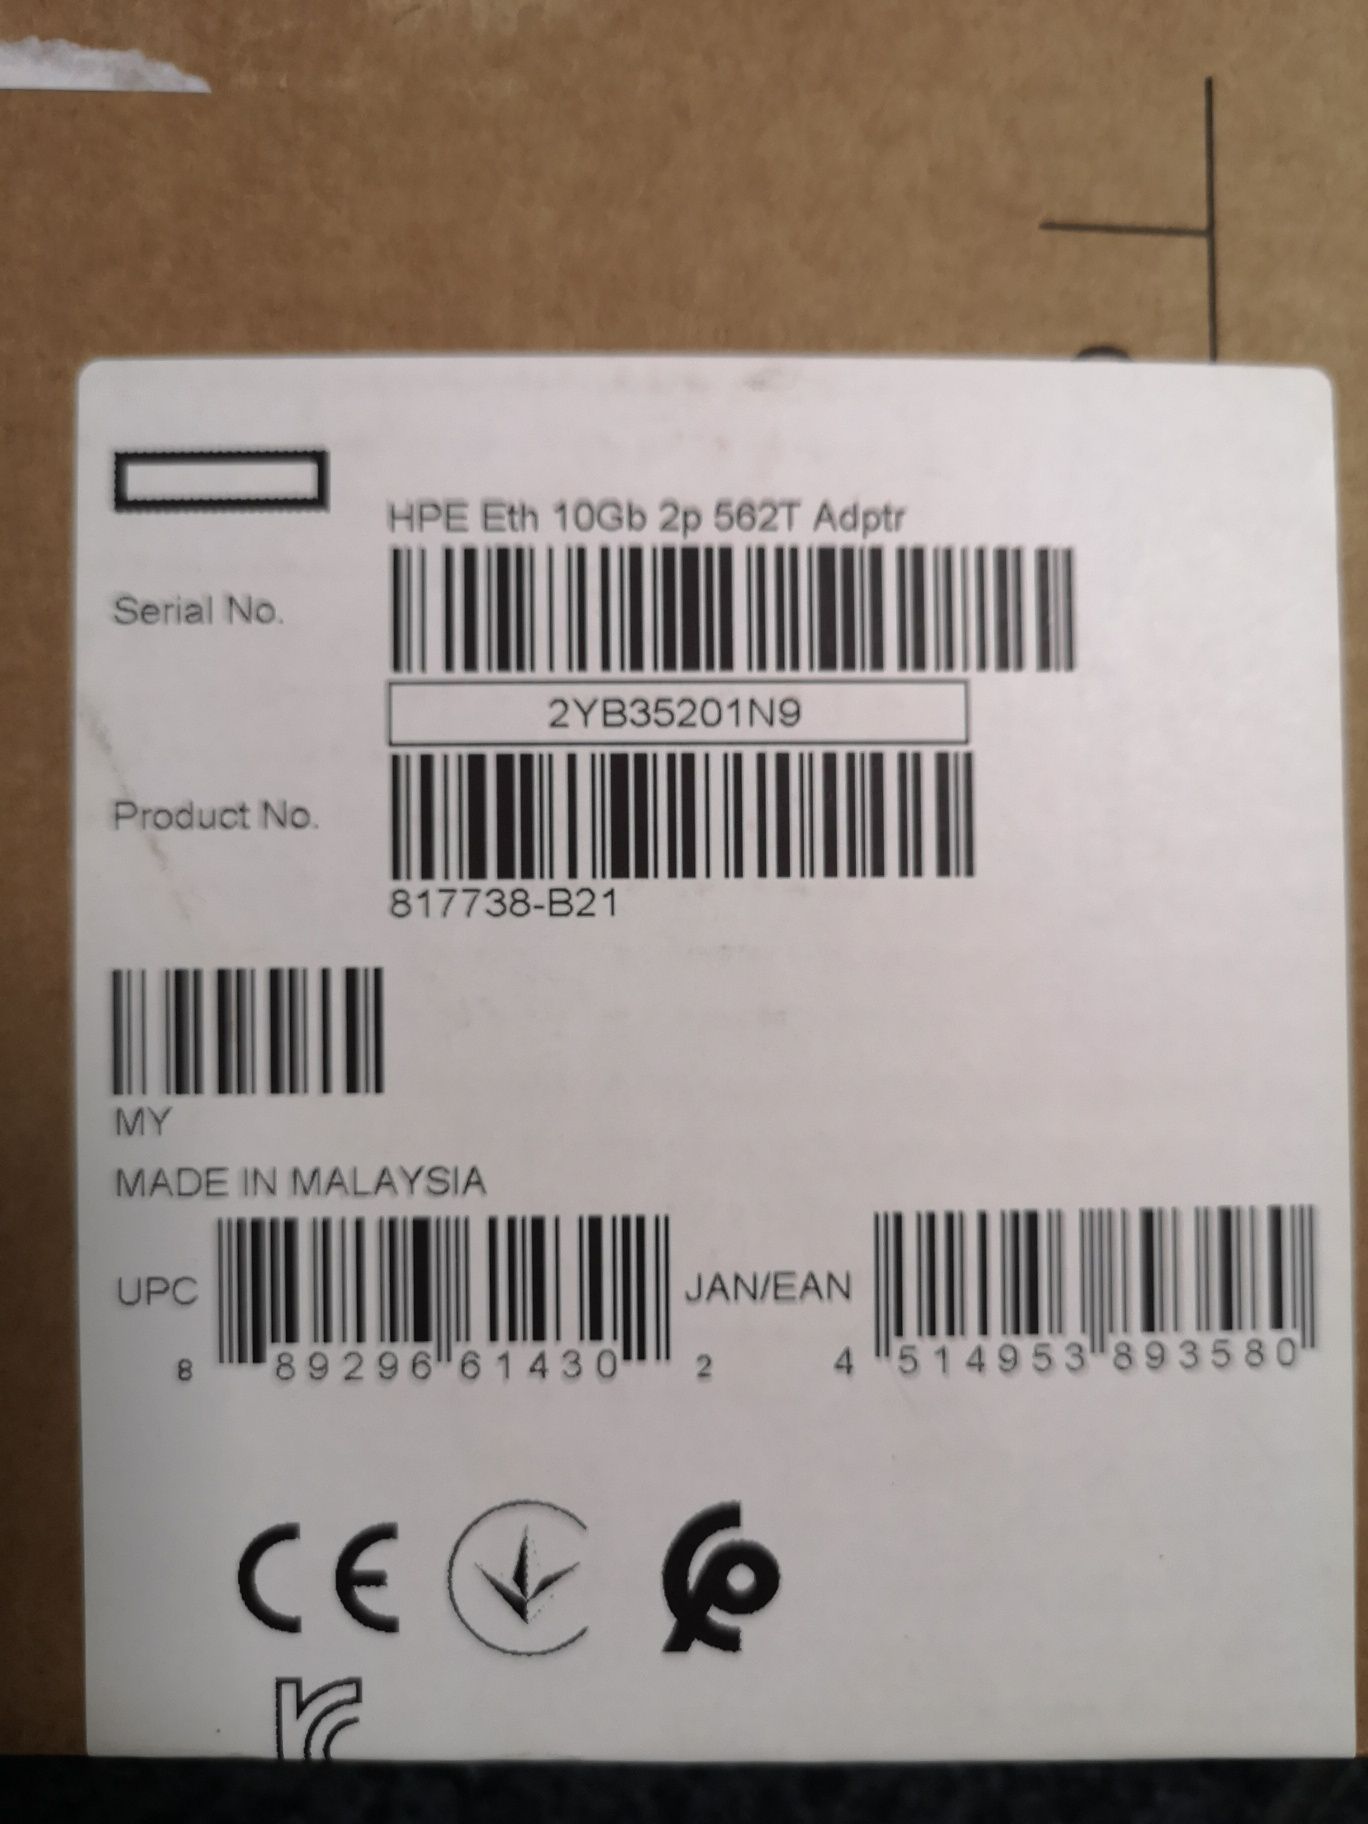 HPE Eth 10Gb 2p 562T Adptr
Serial No.
2YB35201N9
Product No.
817738-B21
MY
MADE IN MALAYSIA
UPC
8 89296 61430 2
JAN/EAN
4 514953 893580
CE